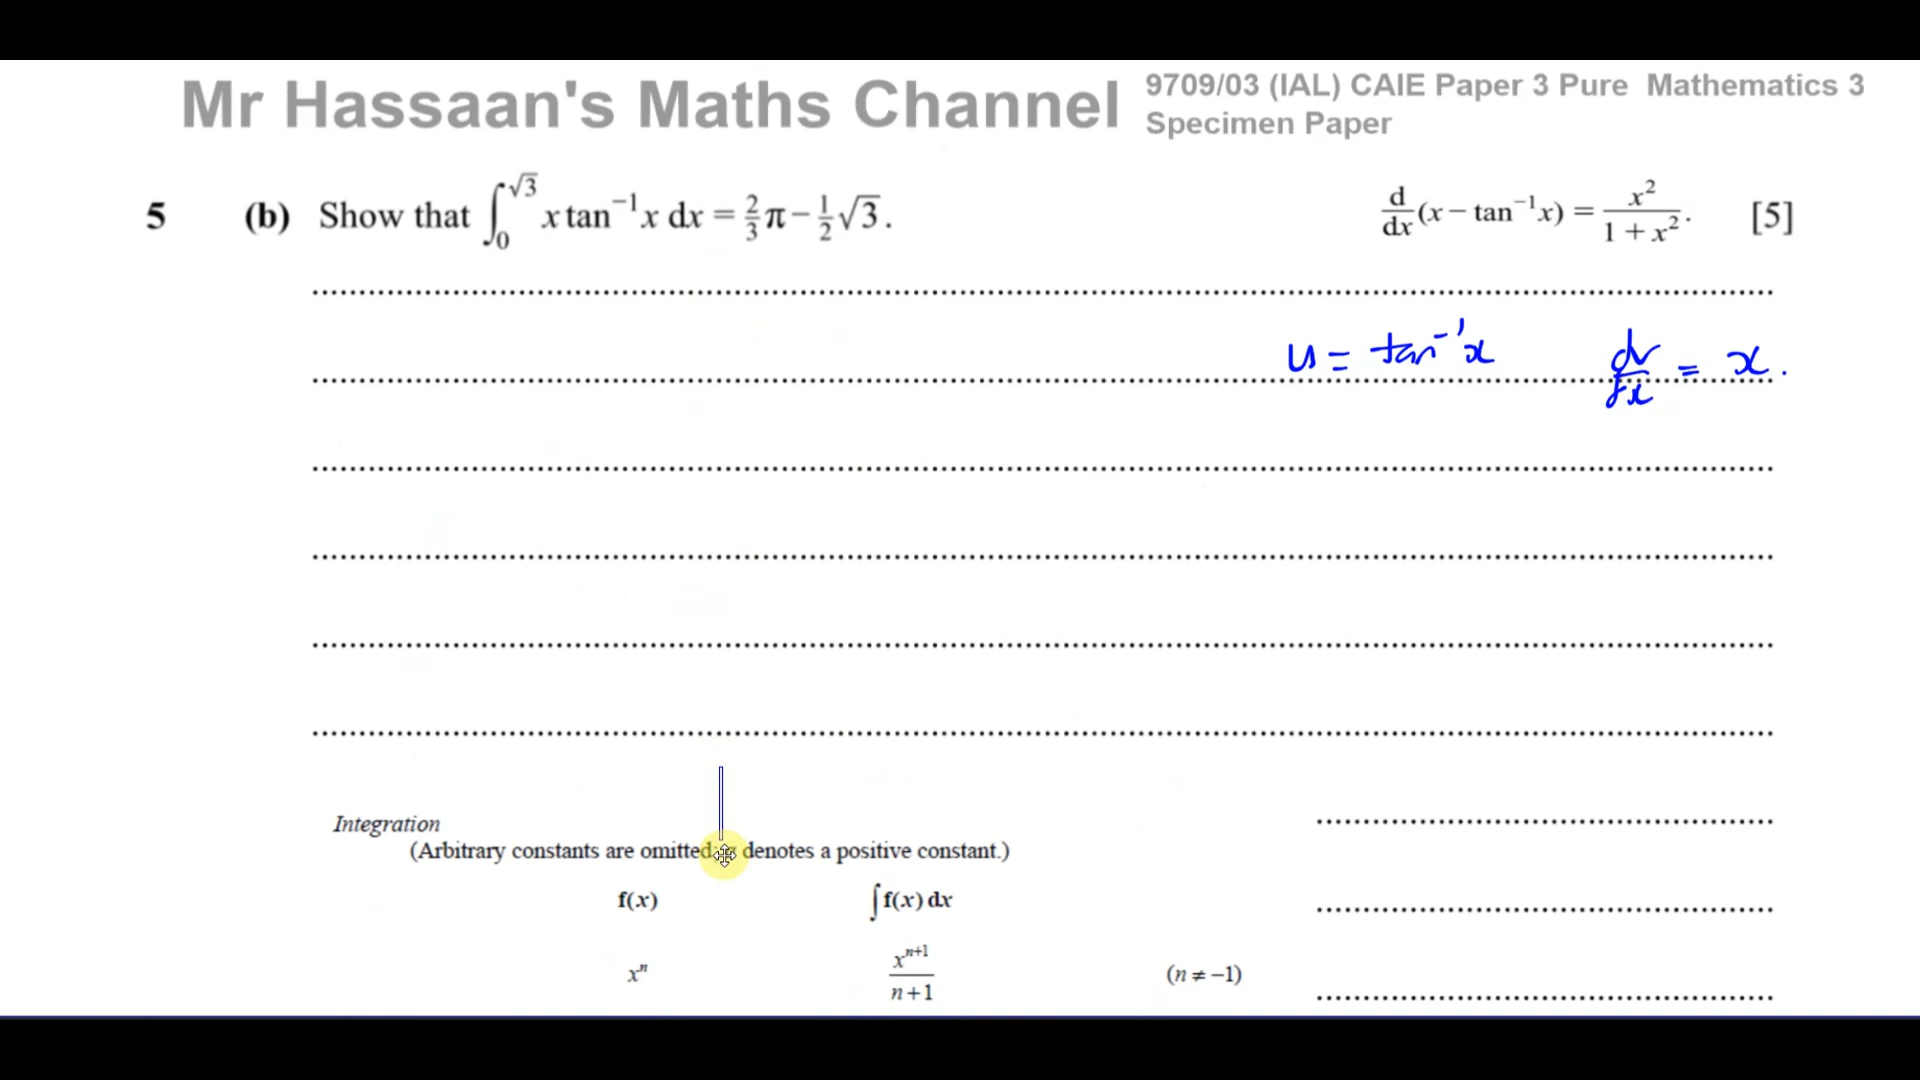 Mr Hassaan's Maths Channel
9709/03 (IAL) CAIE Paper 3 Pure Mathematics 3
Specimen Paper
5 (b) Show that ∫₀^√3 x tan⁻¹x dx = 2/3 π − 1/2 √3. d/dx (x − tan⁻¹x) = x²/(1 + x²). [5]
u = tan⁻¹x dv/dx = x.
Integration
(Arbitrary constants are omitted; denotes a positive constant.)
f(x) ∫f(x) dx
xⁿ xⁿ⁺¹/(n+1) (n ≠ −1)